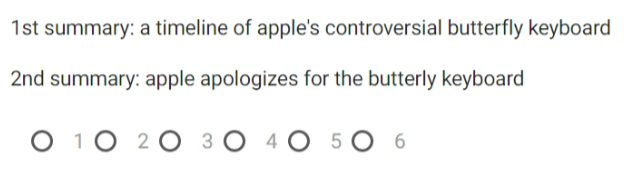 1st summary: a timeline of apple's controversial butterfly keyboard
2nd summary: apple apologizes for the butterly keyboard
1 2 3 4 5 6